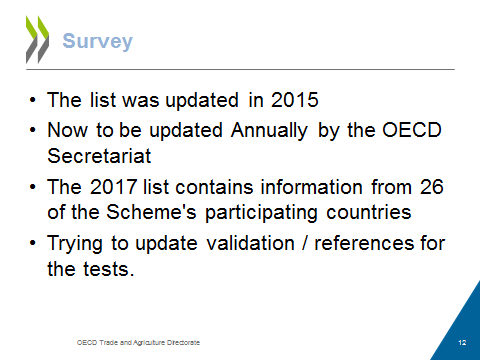 Survey
• The list was updated in 2015
• Now to be updated Annually by the OECD
Secretariat
• The 2017 list contains information from 26
of the Scheme's participating countries
• Trying to update validation / references for
the tests.
OECD Trade and Agriculture Directorate
12